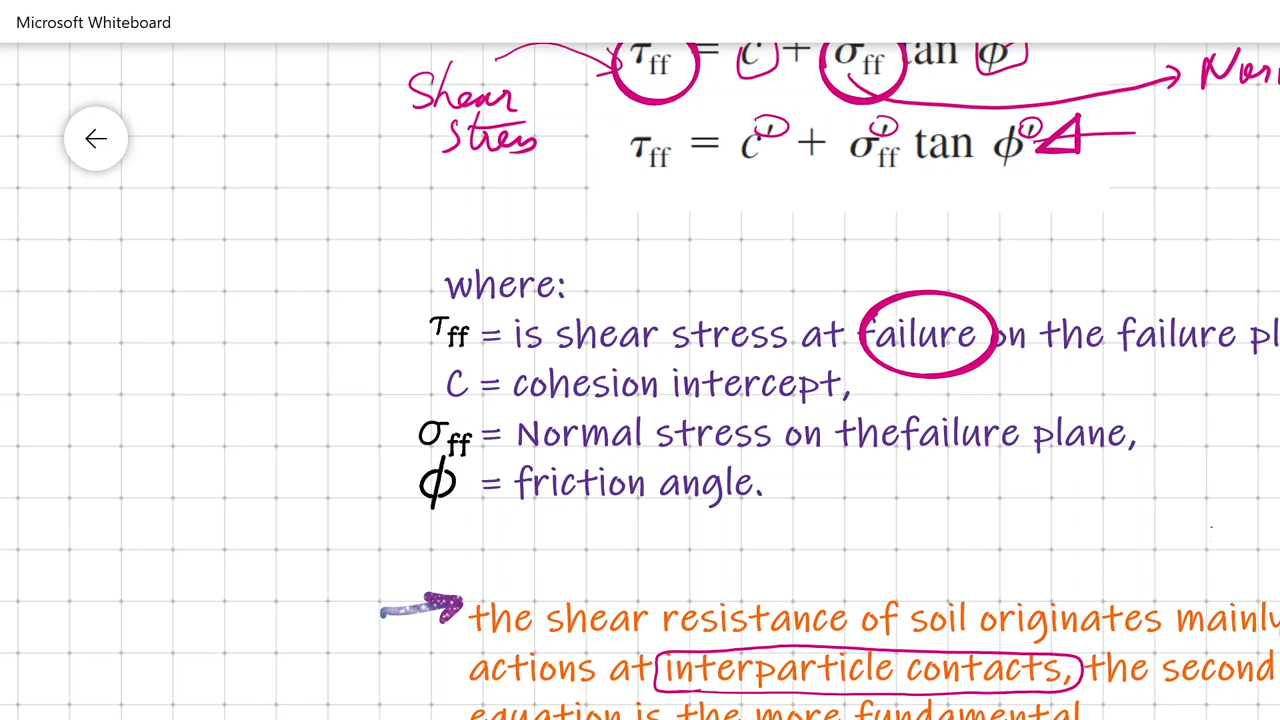 Microsoft Whiteboard
τff = c + σff tan ϕ
Shear
stress
τff = c' + σ'ff tan ϕ'
where:
τff = is shear stress at failure on the failure pl
C = cohesion intercept,
σff = Normal stress on thefailure plane,
ϕ = friction angle.
the shear resistance of soil originates mainly
actions at interparticle contacts, the second
equation is the more fundamental